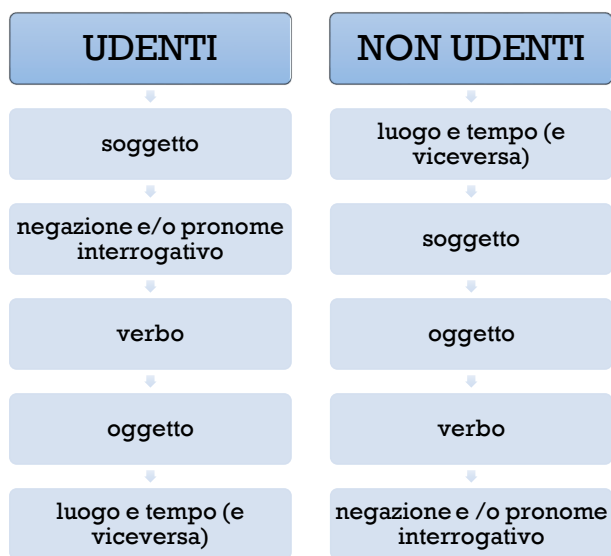 UDENTI
soggetto
negazione e/o pronome
interrogativo
verbo
oggetto
luogo e tempo (e
viceversa)
NON UDENTI
luogo e tempo (e
viceversa)
soggetto
oggetto
verbo
negazione e /o pronome
interrogativo